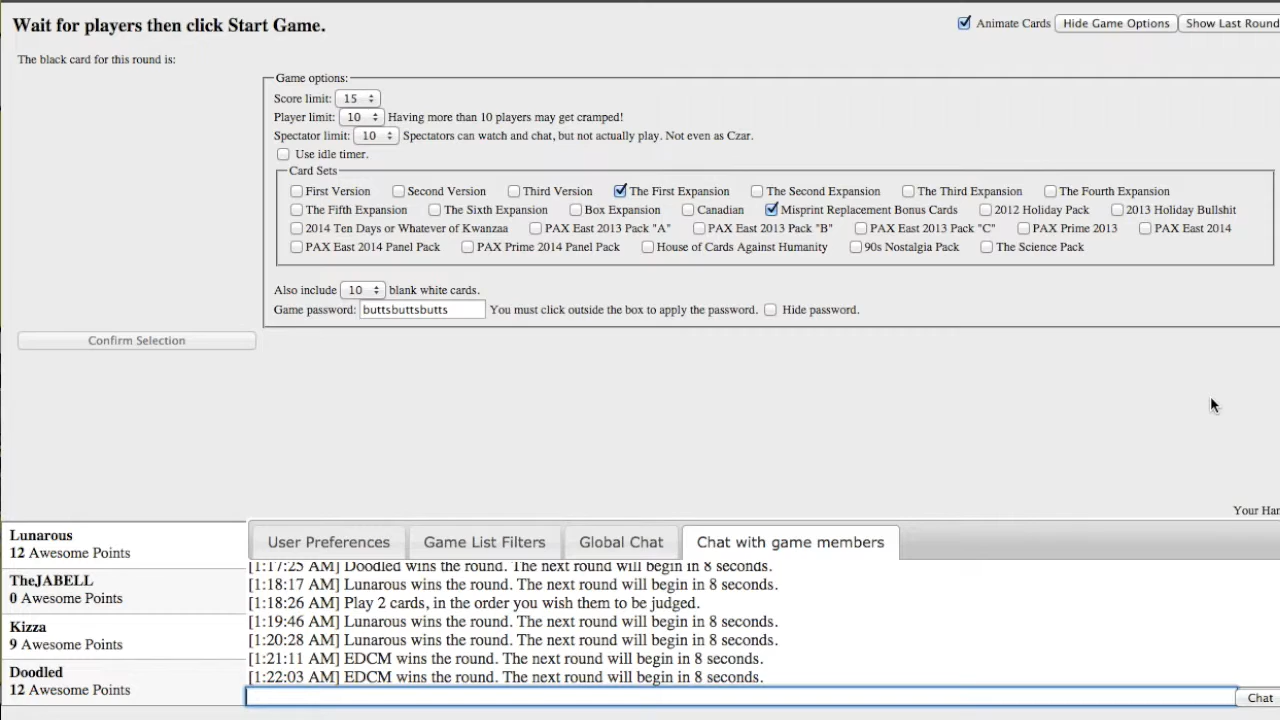 Wait for players then click Start Game.
Animate Cards Hide Game Options Show Last Round
The black card for this round is:
Game options:
Score limit: 15
Player limit: 10 Having more than 10 players may get cramped!
Spectator limit: 10 Spectators can watch and chat, but not actually play. Not even as Czar.
Use idle timer.
Card Sets
First Version Second Version Third Version The First Expansion The Second Expansion The Third Expansion The Fourth Expansion
The Fifth Expansion The Sixth Expansion Box Expansion Canadian Misprint Replacement Bonus Cards 2012 Holiday Pack 2013 Holiday Bullshit
2014 Ten Days or Whatever of Kwanzaa PAX East 2013 Pack "A" PAX East 2013 Pack "B" PAX East 2013 Pack "C" PAX Prime 2013 PAX East 2014
PAX East 2014 Panel Pack PAX Prime 2014 Panel Pack House of Cards Against Humanity 90s Nostalgia Pack The Science Pack
Also include 10 blank white cards.
Game password: buttsbuttsbutts You must click outside the box to apply the password. Hide password.
Confirm Selection
Your Han
Lunarous
12 Awesome Points
TheJABELL
0 Awesome Points
Kizza
9 Awesome Points
Doodled
12 Awesome Points
User Preferences Game List Filters Global Chat Chat with game members
[1:17:25 AM] Doodled wins the round. The next round will begin in 8 seconds.
[1:18:17 AM] Lunarous wins the round. The next round will begin in 8 seconds.
[1:18:26 AM] Play 2 cards, in the order you wish them to be judged.
[1:19:46 AM] Lunarous wins the round. The next round will begin in 8 seconds.
[1:20:28 AM] Lunarous wins the round. The next round will begin in 8 seconds.
[1:21:11 AM] EDCM wins the round. The next round will begin in 8 seconds.
[1:22:03 AM] EDCM wins the round. The next round will begin in 8 seconds.
Chat